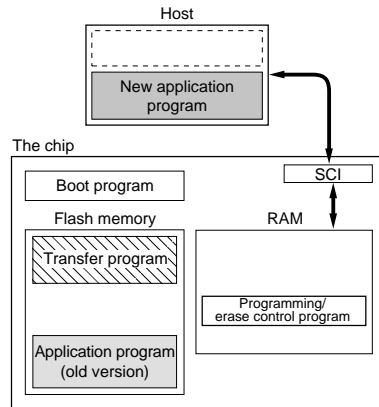 Host
New application
program
The chip
SCI
Boot program
Flash memory
RAM
Transfer program
Programming/
erase control program
Application program
(old version)